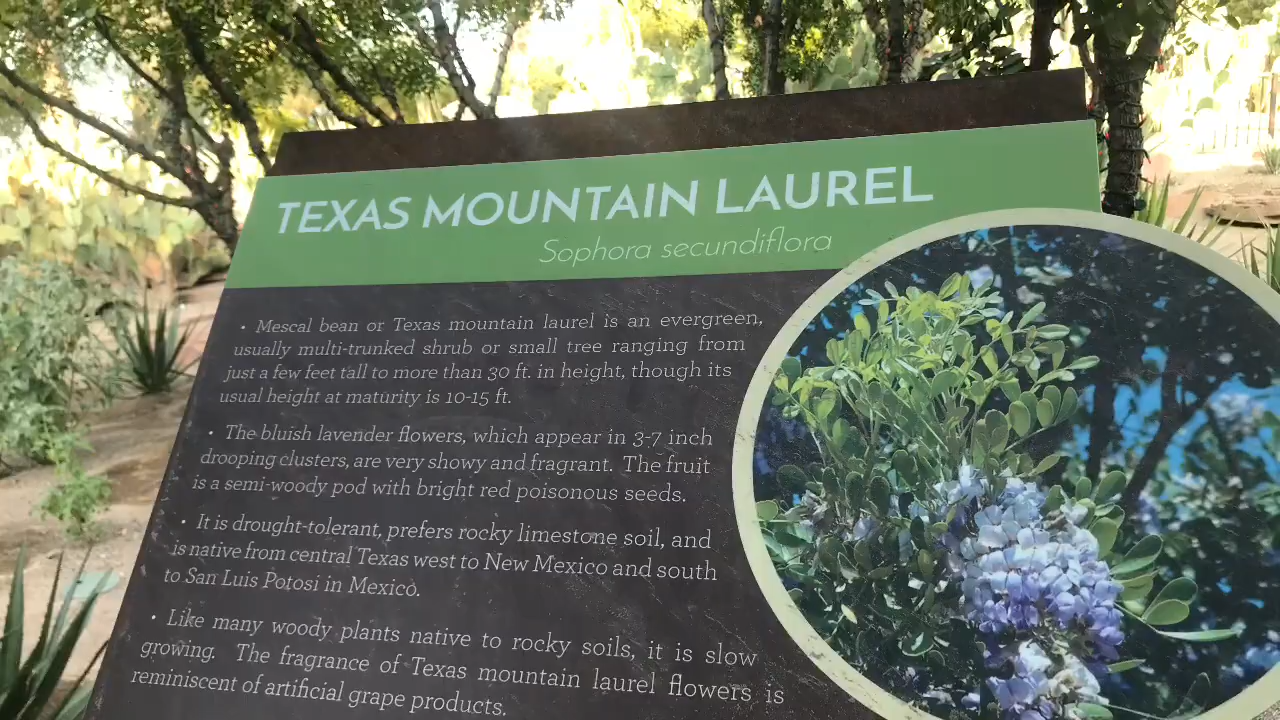 TEXAS MOUNTAIN LAUREL
Sophora secundiflora
• Mescal bean or Texas mountain laurel is an evergreen,
usually multi-trunked shrub or small tree ranging from
just a few feet tall to more than 30 ft. in height, though its
usual height at maturity is 10-15 ft.
• The bluish lavender flowers, which appear in 3-7 inch
drooping clusters, are very showy and fragrant. The fruit
is a semi-woody pod with bright red poisonous seeds.
• It is drought-tolerant, prefers rocky limestone soil, and
is native from central Texas west to New Mexico and south
to San Luis Potosi in Mexico.
• Like many woody plants native to rocky soils, it is slow
growing. The fragrance of Texas mountain laurel flowers is
reminiscent of artificial grape products.